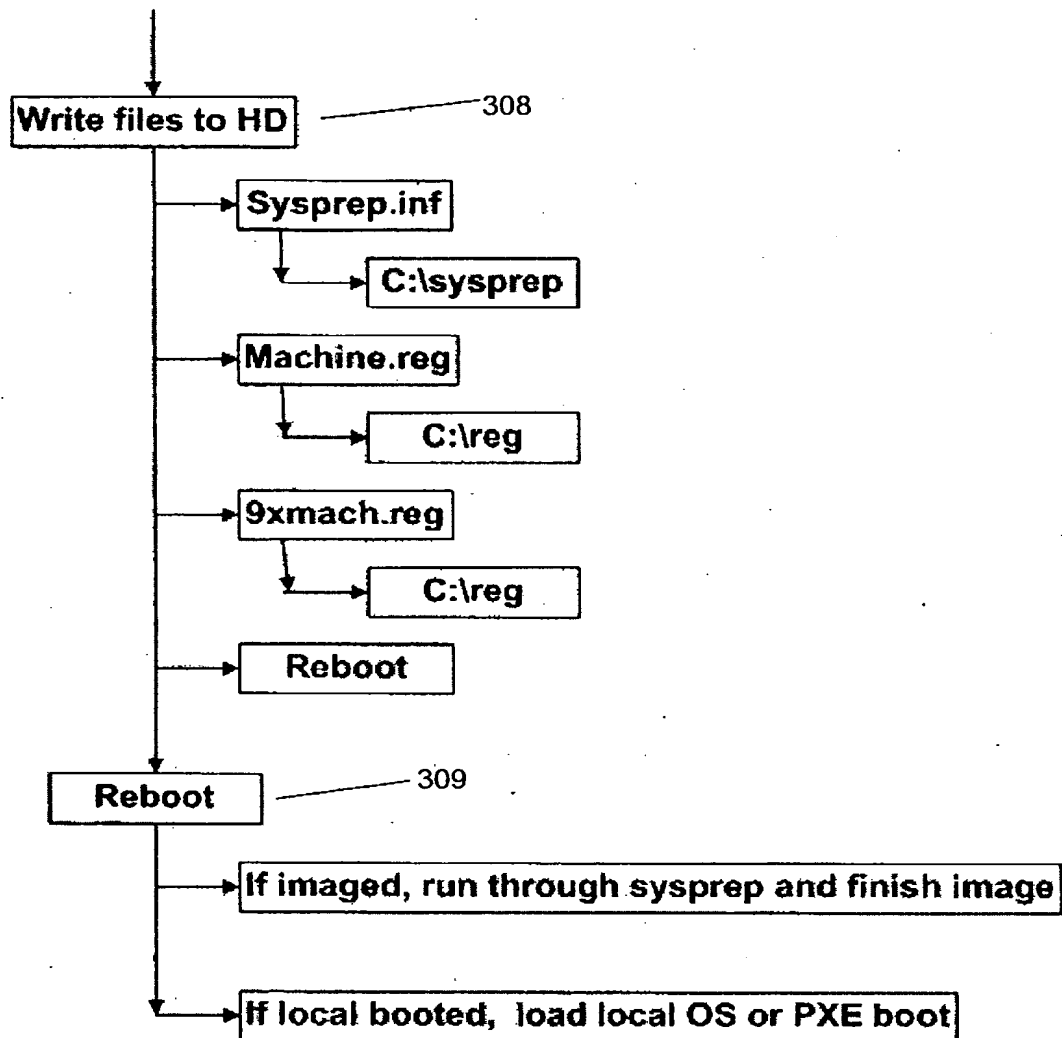 Write files to HD
308
Sysprep.inf
C:\sysprep
Machine.reg
C:\reg
9xmach.reg
C:\reg
Reboot
Reboot
309
If imaged, run through sysprep and finish image
If local booted, load local OS or PXE boot